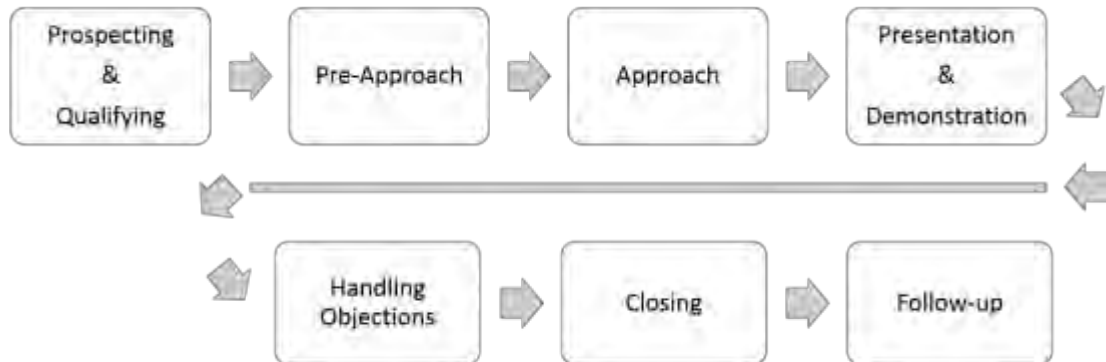 Prospecting
&
Qualifying
Pre-Approach
Approach
Presentation
&
Demonstration
Handling
Objections
Closing
Follow-up